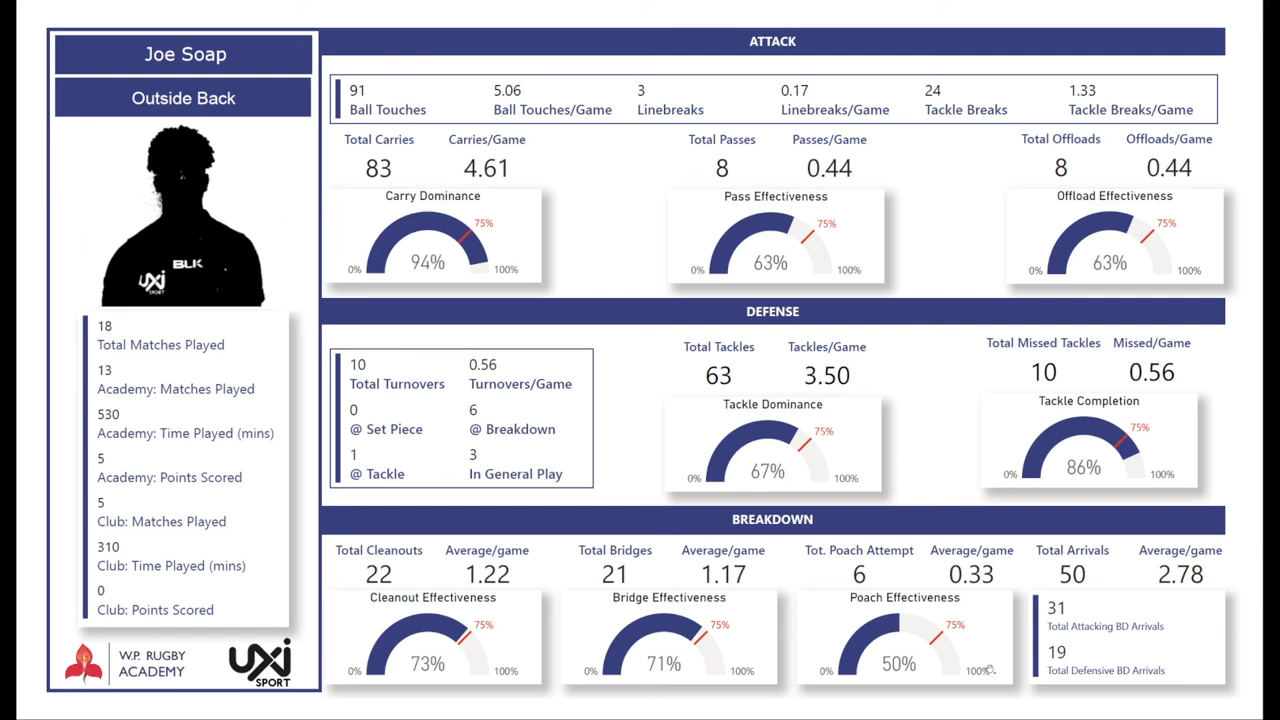 Joe Soap
Outside Back
BLK
UXi
SPORT
18
Total Matches Played
13
Academy: Matches Played
530
Academy: Time Played (mins)
5
Academy: Points Scored
5
Club: Matches Played
310
Club: Time Played (mins)
0
Club: Points Scored
W.P. RUGBY
ACADEMY
UXi
SPORT
ATTACK
91 5.06 3 0.17 24 1.33
Ball Touches Ball Touches/Game Linebreaks Linebreaks/Game Tackle Breaks Tackle Breaks/Game
Total Carries Carries/Game Total Passes Passes/Game Total Offloads Offloads/Game
83 4.61 8 0.44 8 0.44
Carry Dominance Pass Effectiveness Offload Effectiveness
75% 75% 75%
0% 94% 100% 0% 63% 100% 0% 63% 100%
DEFENSE
10 0.56
Total Turnovers Turnovers/Game
0 6
@ Set Piece @ Breakdown
1 3
@ Tackle In General Play
Total Tackles Tackles/Game Total Missed Tackles Missed/Game
63 3.50 10 0.56
Tackle Dominance Tackle Completion
75% 75%
0% 67% 100% 0% 86% 100%
BREAKDOWN
Total Cleanouts Average/game Total Bridges Average/game Tot. Poach Attempt Average/game Total Arrivals Average/game
22 1.22 21 1.17 6 0.33 50 2.78
Cleanout Effectiveness Bridge Effectiveness Poach Effectiveness
75% 75% 75%
0% 73% 100% 0% 71% 100% 0% 50% 100%
31
Total Attacking BD Arrivals
19
Total Defensive BD Arrivals